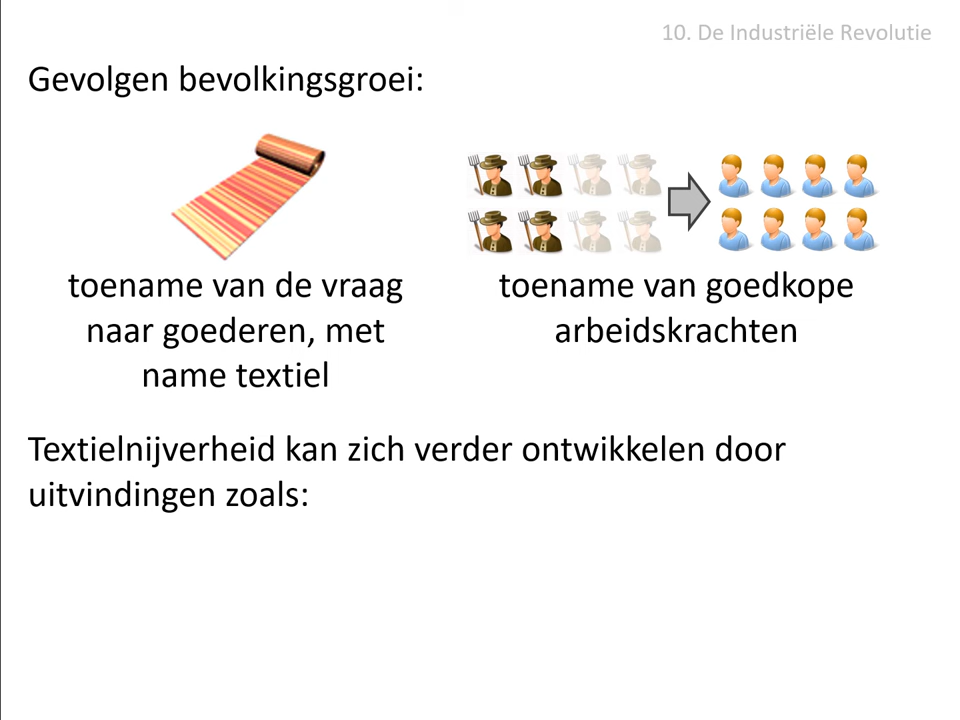 10. De Industriële Revolutie
Gevolgen bevolkingsgroei:
toename van de vraag
naar goederen, met
name textiel
toename van goedkope
arbeidskrachten
Textielnijverheid kan zich verder ontwikkelen door
uitvindingen zoals: